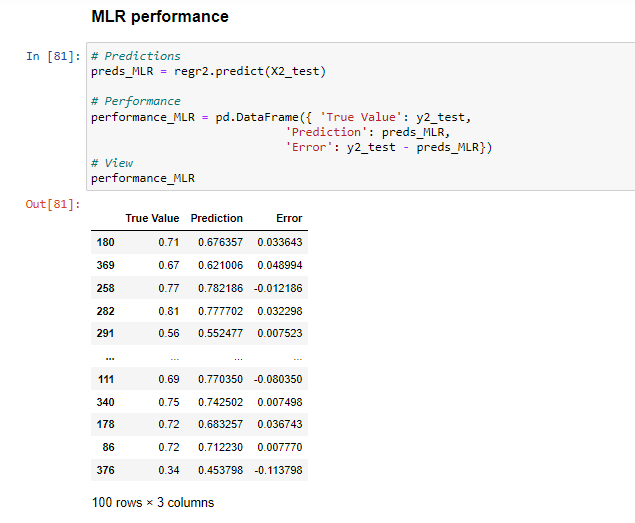 MLR performance
In [81]: # Predictions
preds_MLR = regr2.predict(X2_test)
# Performance
performance_MLR = pd.DataFrame({ 'True Value': y2_test,
'Prediction': preds_MLR,
'Error': y2_test - preds_MLR})
# View
performance_MLR
Out[81]:
True Value Prediction Error
180 0.71 0.676357 0.033643
369 0.67 0.621006 0.048994
258 0.77 0.782186 -0.012186
282 0.81 0.777702 0.032298
291 0.56 0.552477 0.007523
... ... ... ...
111 0.69 0.770350 -0.080350
340 0.75 0.742502 0.007498
178 0.72 0.683257 0.036743
86 0.72 0.712230 0.007770
376 0.34 0.453798 -0.113798
100 rows × 3 columns